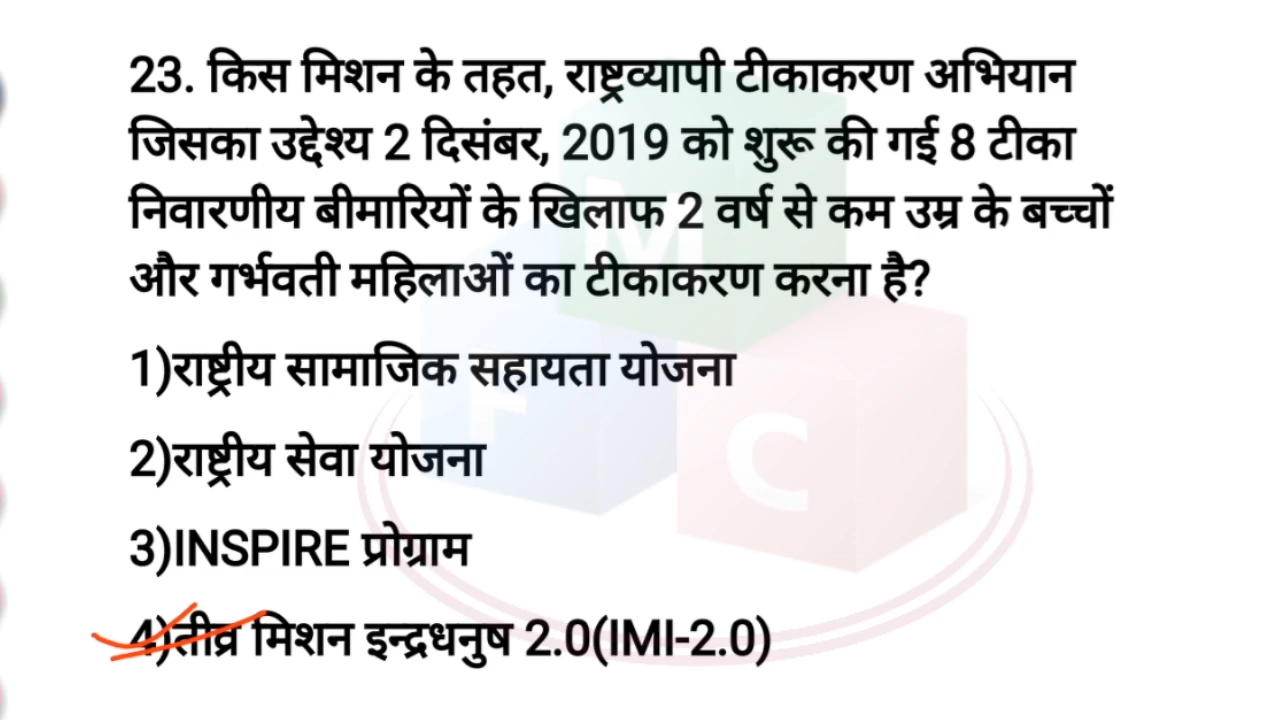 23. किस मिशन के तहत, राष्ट्रव्यापी टीकाकरण अभियान
जिसका उद्देश्य 2 दिसंबर, 2019 को शुरू की गई 8 टीका
निवारणीय बीमारियों के खिलाफ 2 वर्ष से कम उम्र के बच्चों
और गर्भवती महिलाओं का टीकाकरण करना है?
1)राष्ट्रीय सामाजिक सहायता योजना
2)राष्ट्रीय सेवा योजना
3)INSPIRE प्रोग्राम
4)तीव्र मिशन इन्द्रधनुष 2.0(IMI-2.0)
M
F
C